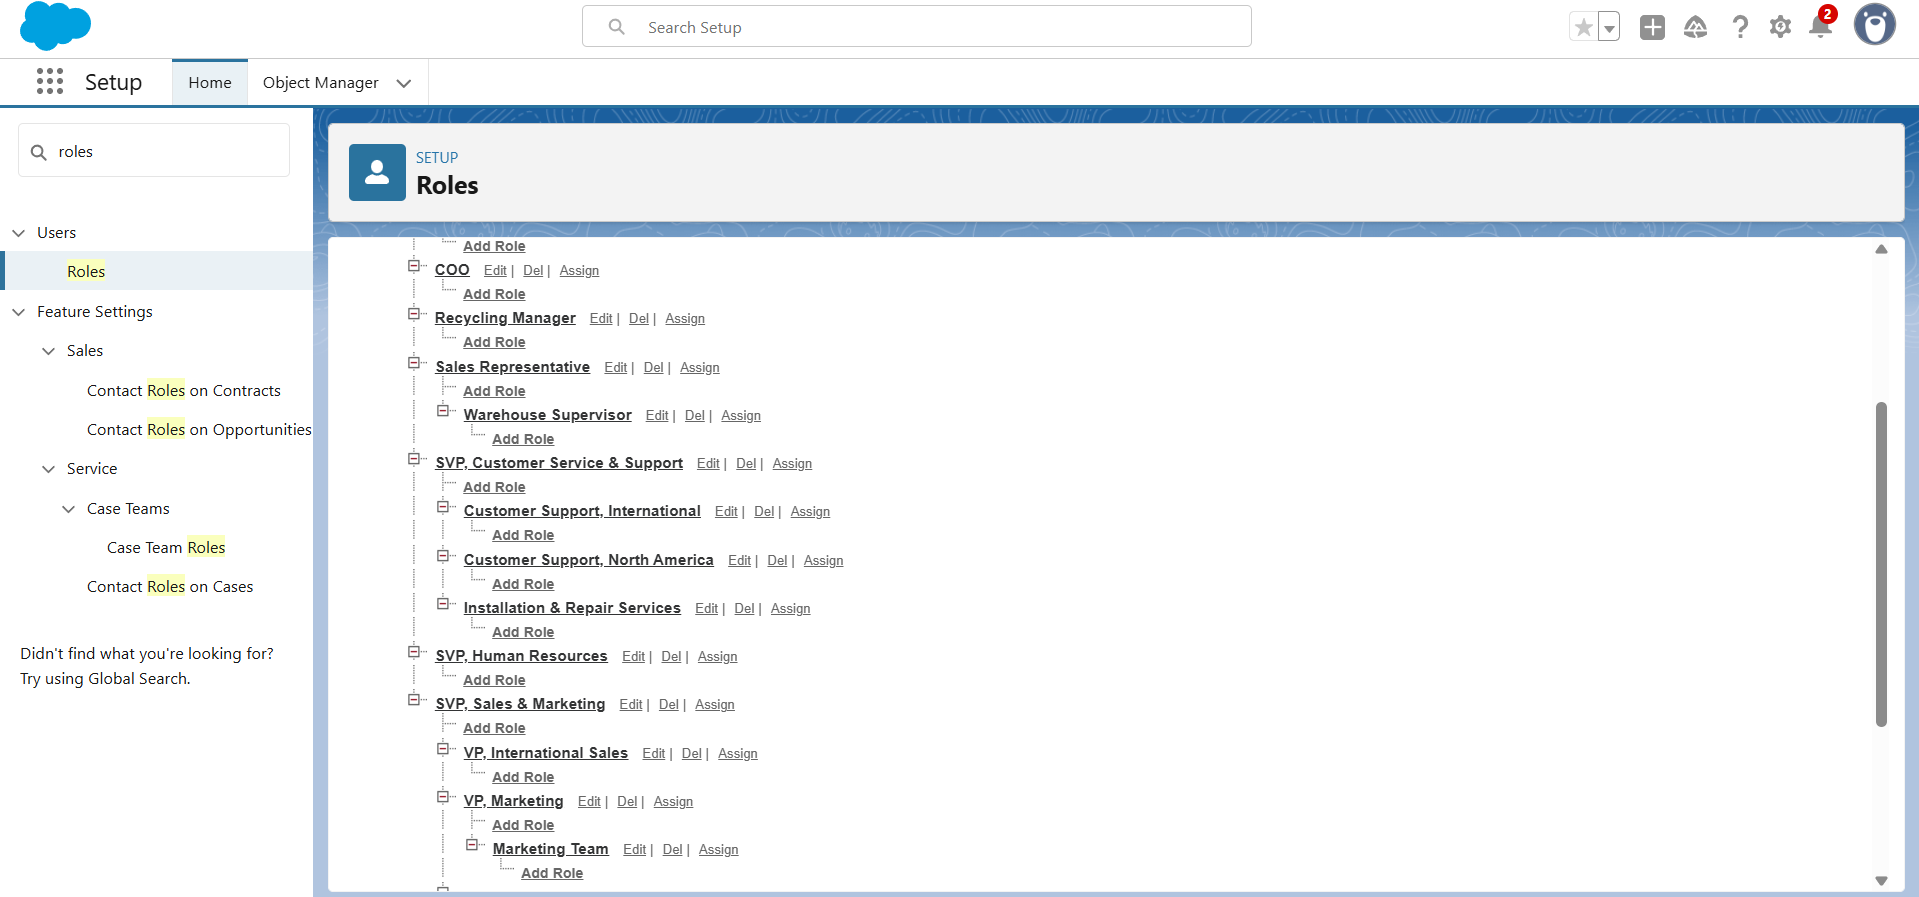 Search Setup
2
Setup
Home
Object Manager
roles
Users
Roles
Feature Settings
Sales
Contact Roles on Contracts
Contact Roles on Opportunities
Service
Case Teams
Case Team Roles
Contact Roles on Cases
Didn't find what you're looking for?
Try using Global Search.
SETUP
Roles
Add Role
COO Edit | Del | Assign
Add Role
Recycling Manager Edit | Del | Assign
Add Role
Sales Representative Edit | Del | Assign
Add Role
Warehouse Supervisor Edit | Del | Assign
Add Role
SVP, Customer Service & Support Edit | Del | Assign
Add Role
Customer Support, International Edit | Del | Assign
Add Role
Customer Support, North America Edit | Del | Assign
Add Role
Installation & Repair Services Edit | Del | Assign
Add Role
SVP, Human Resources Edit | Del | Assign
Add Role
SVP, Sales & Marketing Edit | Del | Assign
Add Role
VP, International Sales Edit | Del | Assign
Add Role
VP, Marketing Edit | Del | Assign
Add Role
Marketing Team Edit | Del | Assign
Add Role